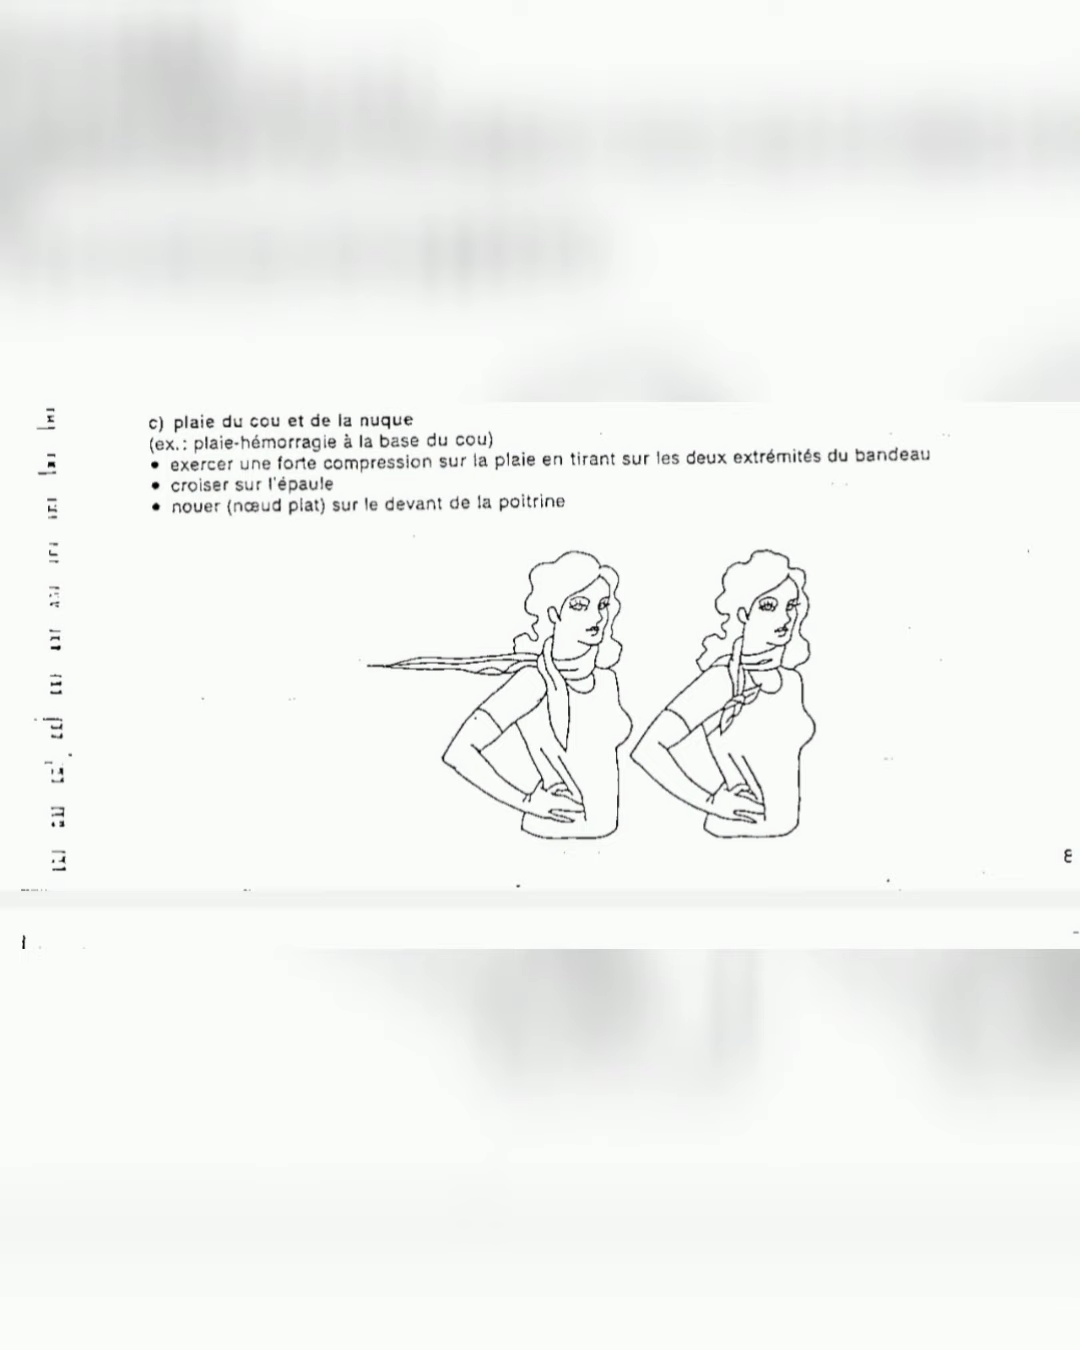 c) plaie du cou et de la nuque
(ex.: plaie-hémorragie à la base du cou)
• exercer une forte compression sur la plaie en tirant sur les deux extrémités du bandeau
• croiser sur l'épaule
• nouer (nœud plat) sur le devant de la poitrine
8